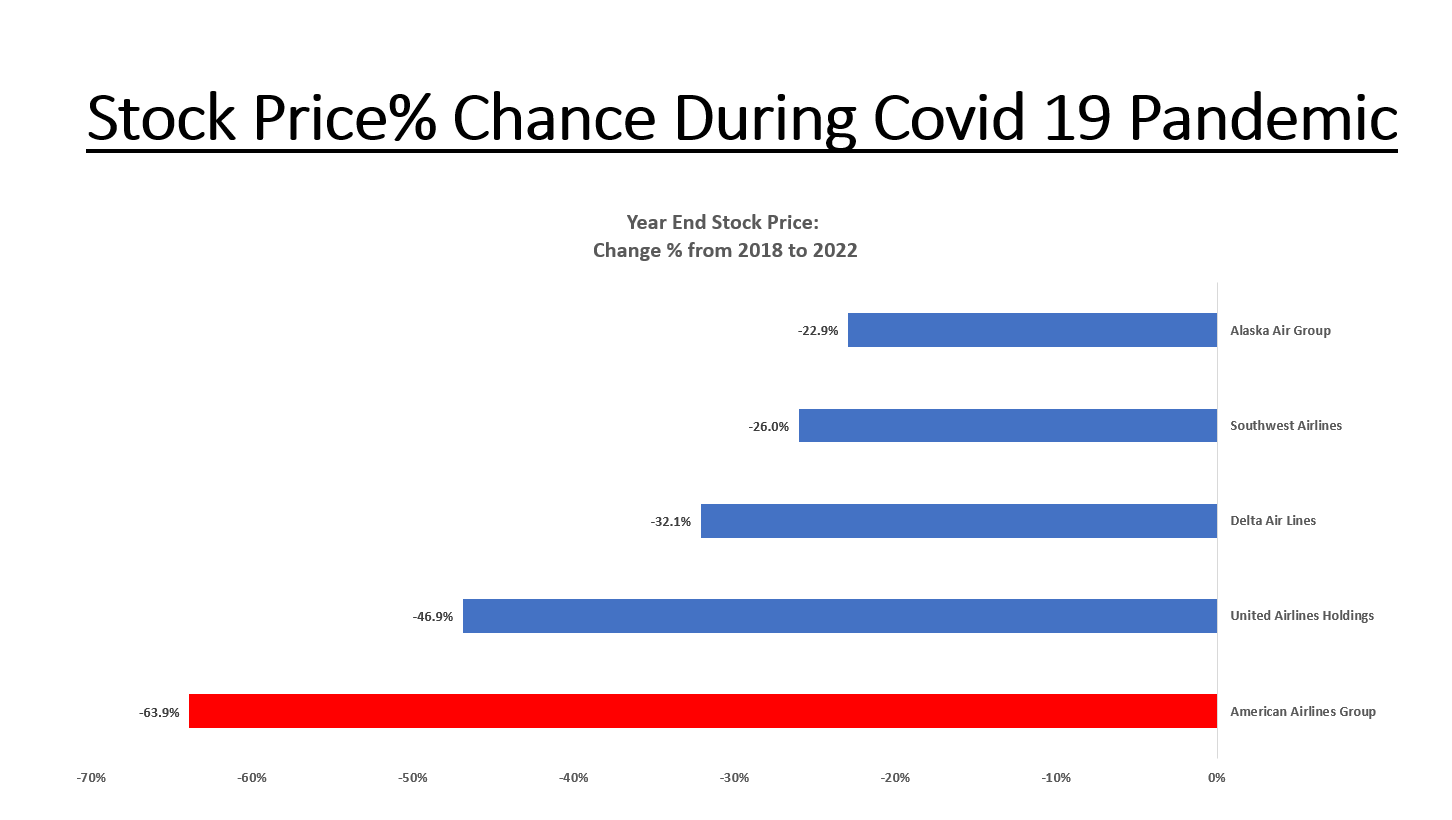 Stock Price% Chance During Covid 19 Pandemic
Year End Stock Price:
Change % from 2018 to 2022
-22.9% Alaska Air Group
-26.0% Southwest Airlines
-32.1% Delta Air Lines
-46.9% United Airlines Holdings
-63.9% American Airlines Group
-70% -60% -50% -40% -30% -20% -10% 0%